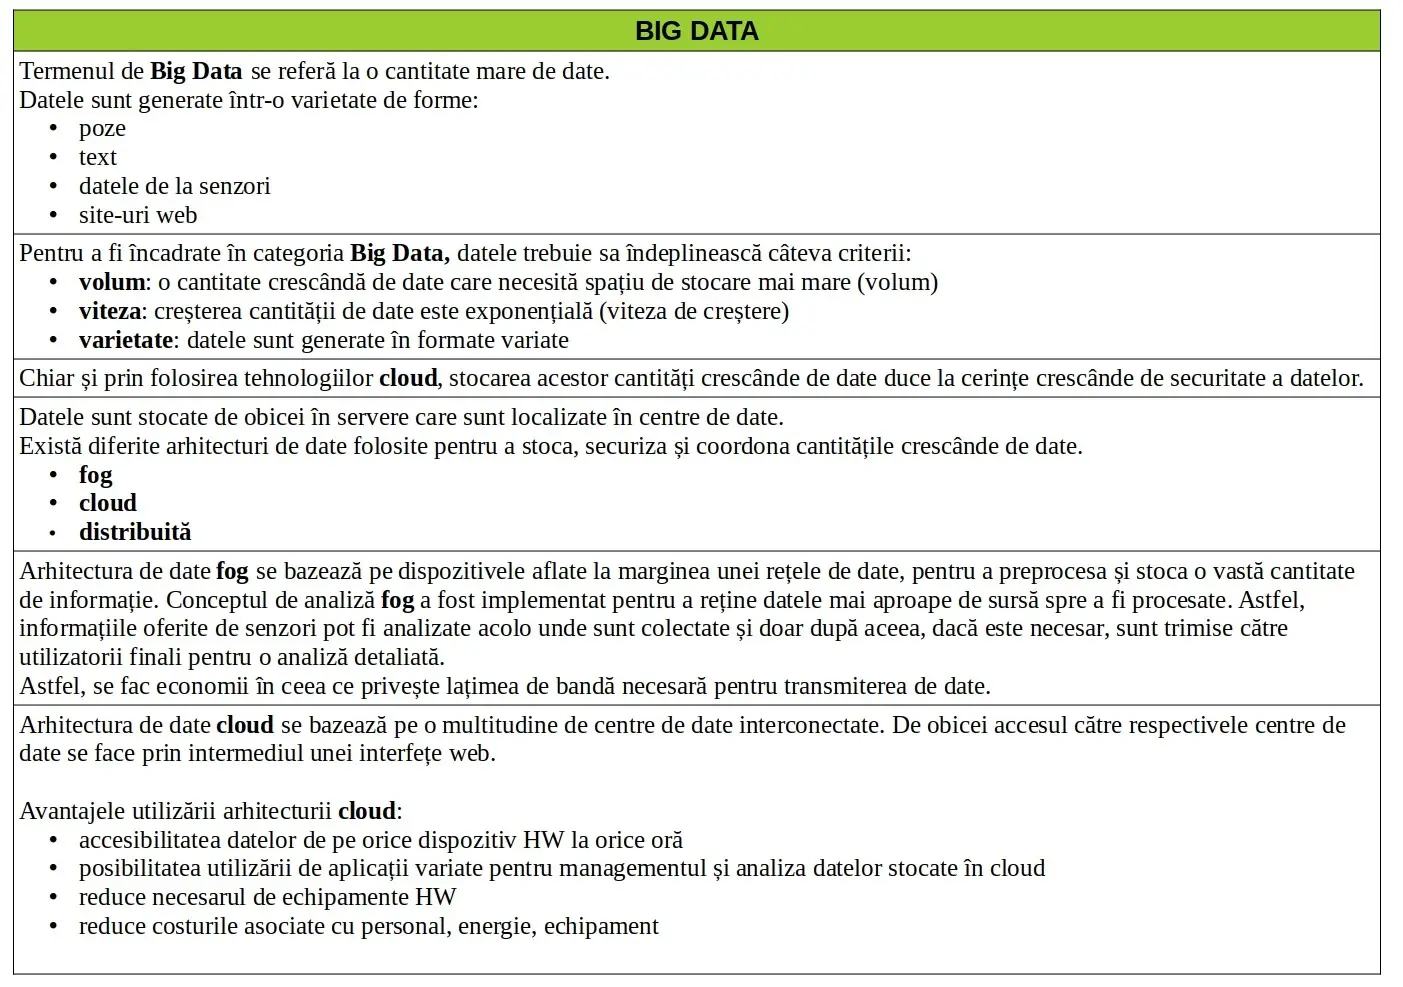 BIG DATA
Termenul de Big Data se referă la o cantitate mare de date.
Datele sunt generate într-o varietate de forme:
• poze
• text
• datele de la senzori
• site-uri web
Pentru a fi încadrate în categoria Big Data, datele trebuie sa îndeplinească câteva criterii:
• volum: o cantitate crescândă de date care necesită spațiu de stocare mai mare (volum)
• viteza: creșterea cantității de date este exponențială (viteza de creștere)
• varietate: datele sunt generate în formate variate
Chiar și prin folosirea tehnologiilor cloud, stocarea acestor cantități crescânde de date duce la cerințe crescânde de securitate a datelor.
Datele sunt stocate de obicei în servere care sunt localizate în centre de date.
Există diferite arhitecturi de date folosite pentru a stoca, securiza și coordona cantitățile crescânde de date.
• fog
• cloud
• distribuită
Arhitectura de date fog se bazează pe dispozitivele aflate la marginea unei rețele de date, pentru a preprocesa și stoca o vastă cantitate
de informație. Conceptul de analiză fog a fost implementat pentru a reține datele mai aproape de sursă spre a fi procesate. Astfel,
informațiile oferite de senzori pot fi analizate acolo unde sunt colectate și doar după aceea, dacă este necesar, sunt trimise către
utilizatorii finali pentru o analiză detaliată.
Astfel, se fac economii în ceea ce privește lațimea de bandă necesară pentru transmiterea de date.
Arhitectura de date cloud se bazează pe o multitudine de centre de date interconectate. De obicei accesul către respectivele centre de
date se face prin intermediul unei interfețe web.
Avantajele utilizării arhitecturii cloud:
• accesibilitatea datelor de pe orice dispozitiv HW la orice oră
• posibilitatea utilizării de aplicații variate pentru managementul și analiza datelor stocate în cloud
• reduce necesarul de echipamente HW
• reduce costurile asociate cu personal, energie, echipament